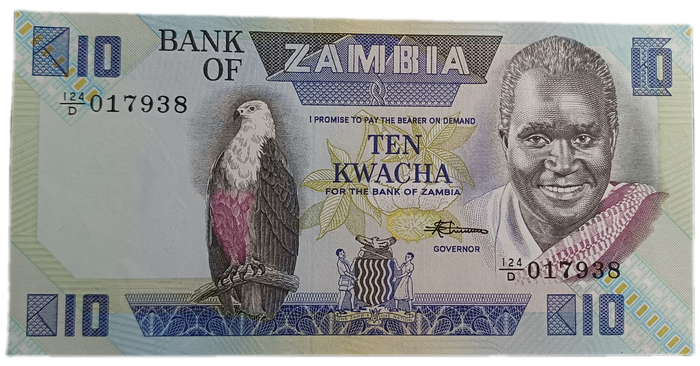 10
BANK OF ZAMBIA
10
124/D 017938
I PROMISE TO PAY THE BEARER ON DEMAND
TEN
KWACHA
FOR THE BANK OF ZAMBIA
GOVERNOR
124/D 017938
10
10